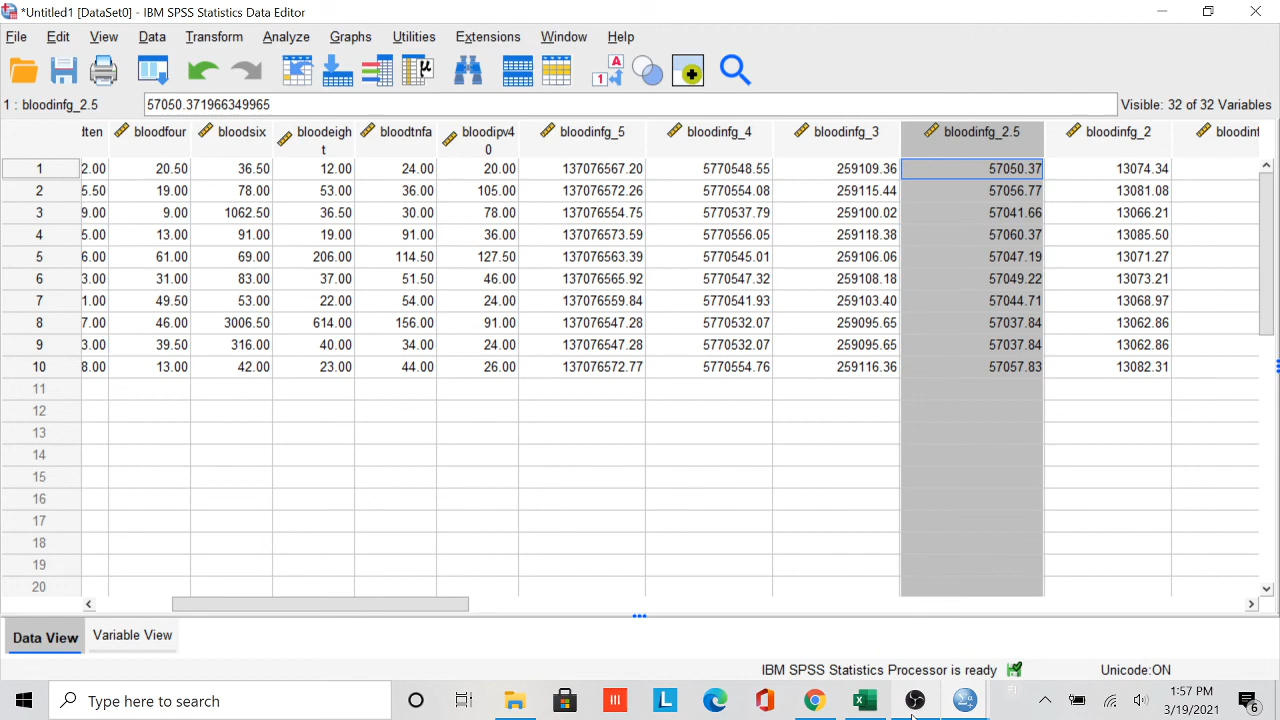 *Untitled1 [DataSet0] - IBM SPSS Statistics Data Editor
File Edit View Data Transform Analyze Graphs Utilities Extensions Window Help
1 : bloodinfg_2.5 57050.371966349965 Visible: 32 of 32 Variables
lten bloodfour bloodsix bloodeigh bloodtnfa bloodipv4 bloodinfg_5 bloodinfg_4 bloodinfg_3 bloodinfg_2.5 bloodinfg_2 bloodinf
t 0
1 2.00 20.50 36.50 12.00 24.00 20.00 137076567.20 5770548.55 259109.36 57050.37 13074.34
2 5.50 19.00 78.00 53.00 36.00 105.00 137076572.26 5770554.08 259115.44 57056.77 13081.08
3 9.00 9.00 1062.50 36.50 30.00 78.00 137076554.75 5770537.79 259100.02 57041.66 13066.21
4 5.00 13.00 91.00 19.00 91.00 36.00 137076573.59 5770556.05 259118.38 57060.37 13085.50
5 6.00 61.00 69.00 206.00 114.50 127.50 137076563.39 5770545.01 259106.06 57047.19 13071.27
6 3.00 31.00 83.00 37.00 51.50 46.00 137076565.92 5770547.32 259108.18 57049.22 13073.21
7 1.00 49.50 53.00 22.00 54.00 24.00 137076559.84 5770541.93 259103.40 57044.71 13068.97
8 7.00 46.00 3006.50 614.00 156.00 91.00 137076547.28 5770532.07 259095.65 57037.84 13062.86
9 3.00 39.50 316.00 40.00 34.00 24.00 137076547.28 5770532.07 259095.65 57037.84 13062.86
10 8.00 13.00 42.00 23.00 44.00 26.00 137076572.77 5770554.76 259116.36 57057.83 13082.31
11
12
13
14
15
16
17
18
19
20
Data View Variable View
IBM SPSS Statistics Processor is ready Unicode:ON
Type here to search
1:57 PM
3/19/2021
6